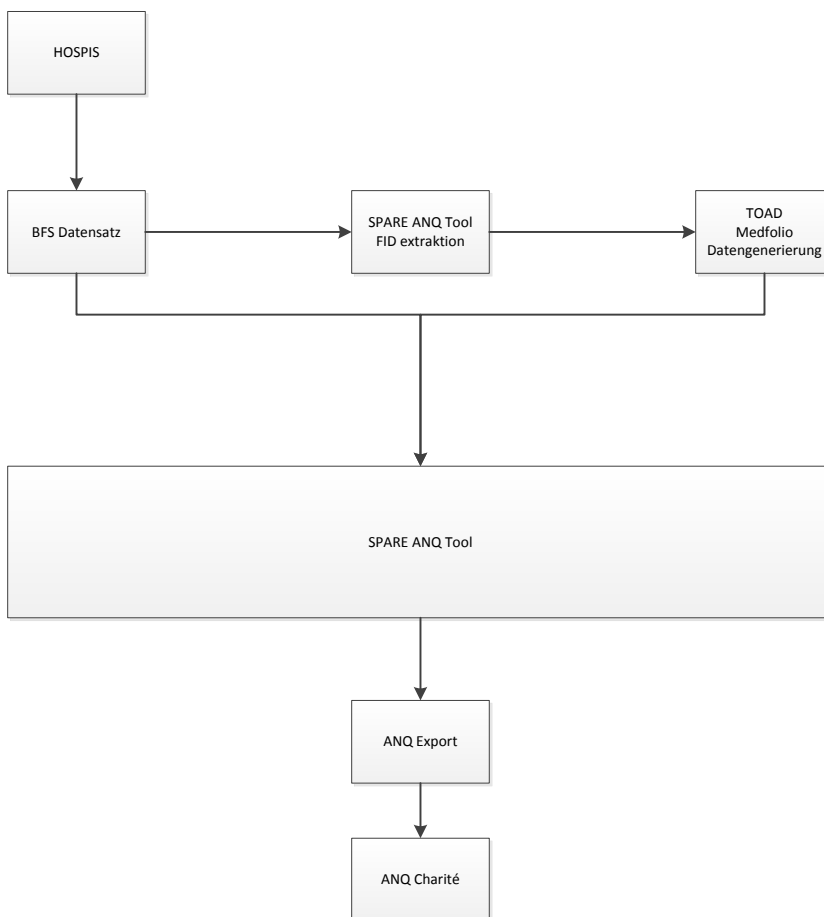 HOSPIS
BFS Datensatz
SPARE ANQ Tool
FID extraktion
TOAD
Medfolio
Datengenerierung
SPARE ANQ Tool
ANQ Export
ANQ Charité